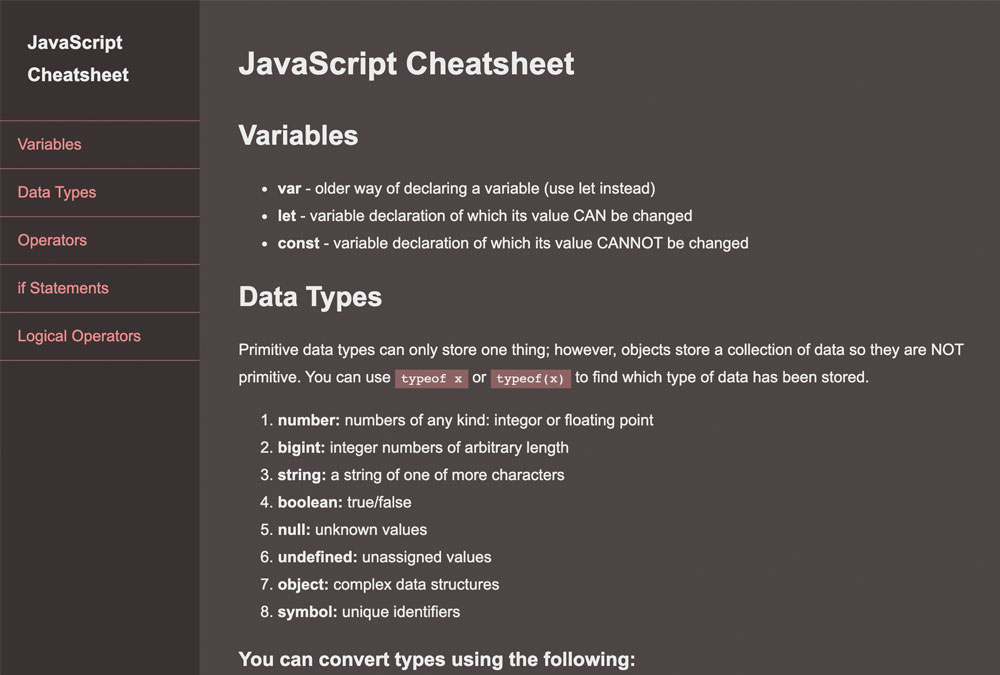 JavaScript
Cheatsheet
Variables
Data Types
Operators
if Statements
Logical Operators
JavaScript Cheatsheet
Variables
• var - older way of declaring a variable (use let instead)
• let - variable declaration of which its value CAN be changed
• const - variable declaration of which its value CANNOT be changed
Data Types
Primitive data types can only store one thing; however, objects store a collection of data so they are NOT
primitive. You can use typeof x or typeof(x) to find which type of data has been stored.
1. number: numbers of any kind: integor or floating point
2. bigint: integer numbers of arbitrary length
3. string: a string of one of more characters
4. boolean: true/false
5. null: unknown values
6. undefined: unassigned values
7. object: complex data structures
8. symbol: unique identifiers
You can convert types using the following: